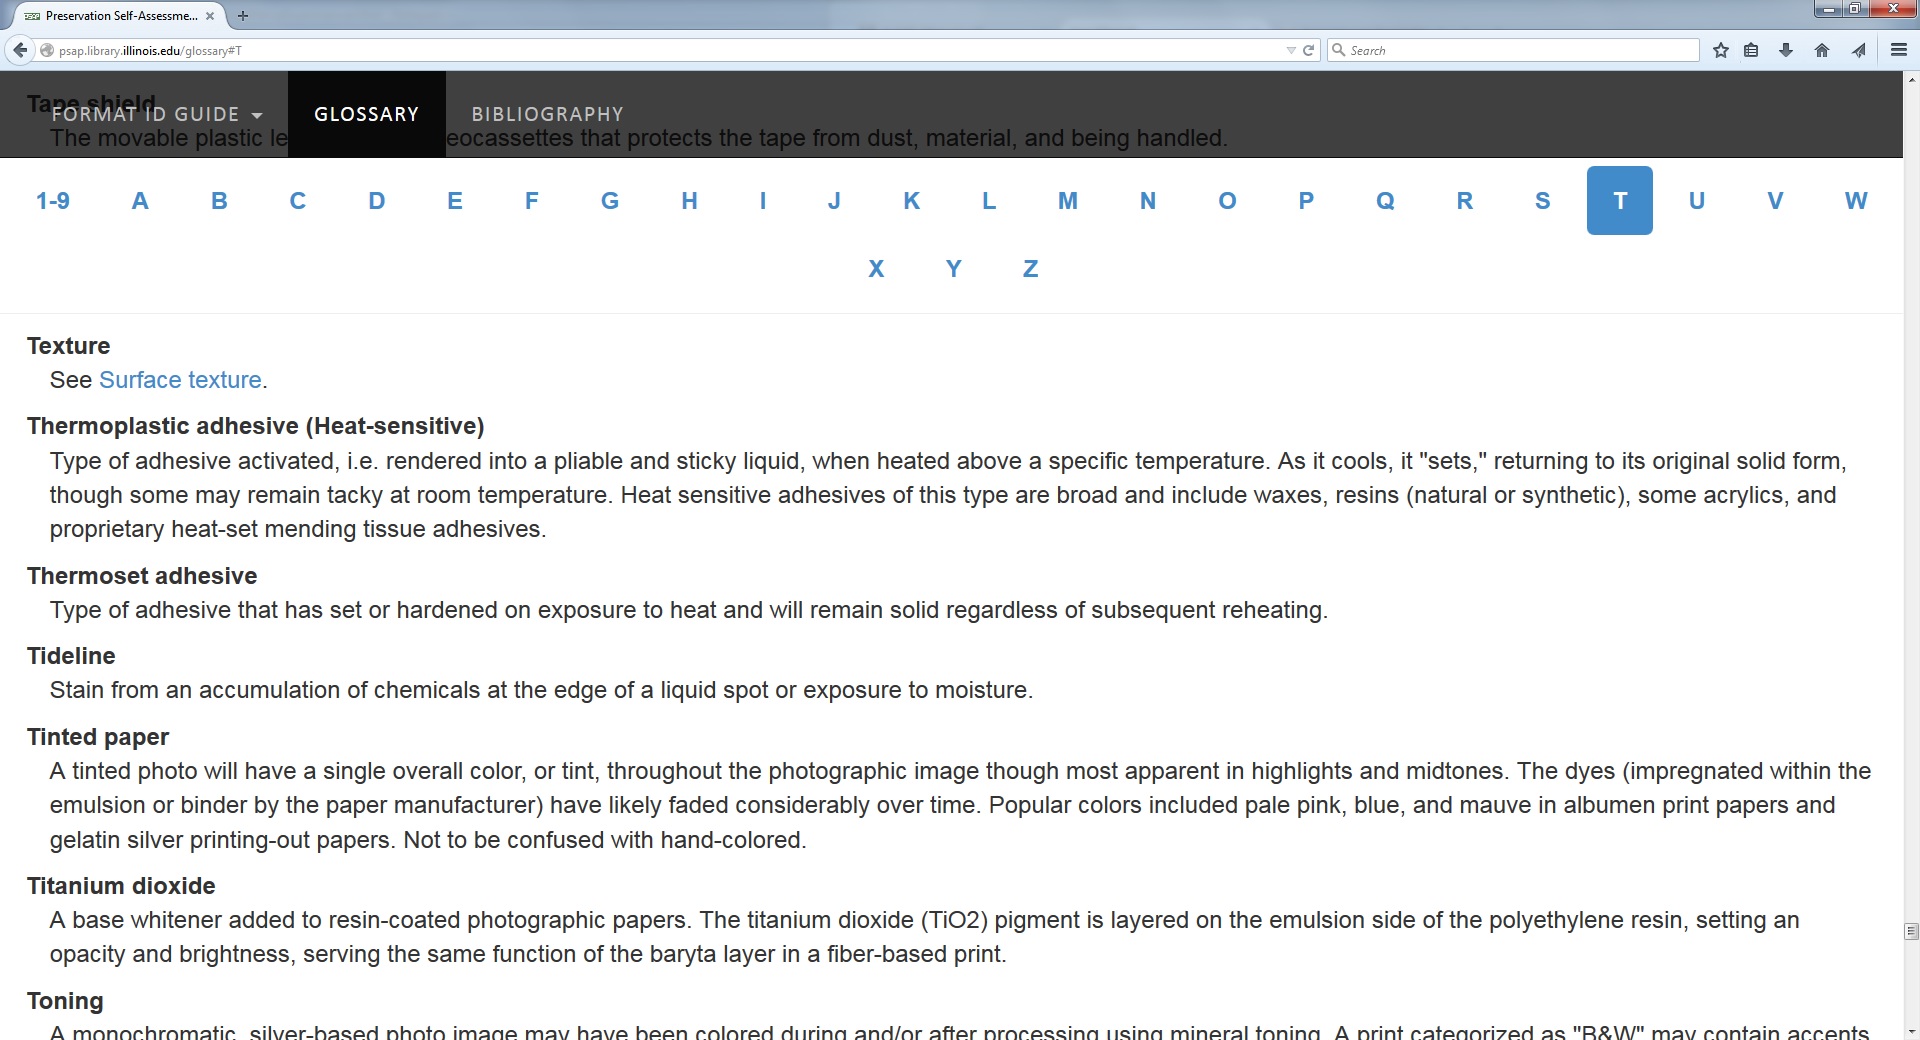 Preservation Self-Assessme...
psap.library.illinois.edu/glossary#T
Search
Tape shield
FORMAT ID GUIDE
GLOSSARY
BIBLIOGRAPHY
The movable plastic le eocassettes that protects the tape from dust, material, and being handled.
1-9 A B C D E F G H I J K L M N O P Q R S T U V W
X Y Z
Texture
See Surface texture.
Thermoplastic adhesive (Heat-sensitive)
Type of adhesive activated, i.e. rendered into a pliable and sticky liquid, when heated above a specific temperature. As it cools, it "sets," returning to its original solid form,
though some may remain tacky at room temperature. Heat sensitive adhesives of this type are broad and include waxes, resins (natural or synthetic), some acrylics, and
proprietary heat-set mending tissue adhesives.
Thermoset adhesive
Type of adhesive that has set or hardened on exposure to heat and will remain solid regardless of subsequent reheating.
Tideline
Stain from an accumulation of chemicals at the edge of a liquid spot or exposure to moisture.
Tinted paper
A tinted photo will have a single overall color, or tint, throughout the photographic image though most apparent in highlights and midtones. The dyes (impregnated within the
emulsion or binder by the paper manufacturer) have likely faded considerably over time. Popular colors included pale pink, blue, and mauve in albumen print papers and
gelatin silver printing-out papers. Not to be confused with hand-colored.
Titanium dioxide
A base whitener added to resin-coated photographic papers. The titanium dioxide (TiO2) pigment is layered on the emulsion side of the polyethylene resin, setting an
opacity and brightness, serving the same function of the baryta layer in a fiber-based print.
Toning
A monochromatic, silver-based photo image may have been colored during and/or after processing using mineral toning. A print categorized as "B&W" may contain accents